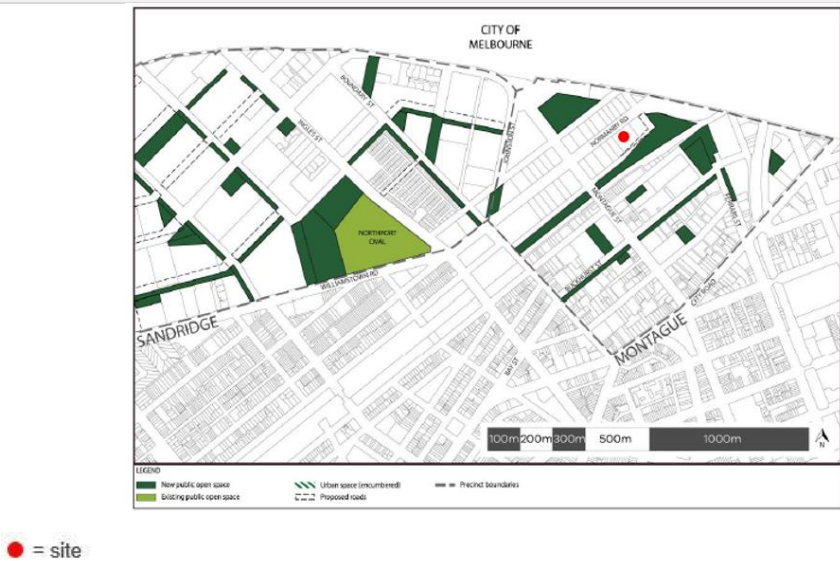 CITY OF
MELBOURNE
BOUNDARY ST
INGLES ST
JOHNSTON ST
NORMANBY RD
MONTAGUE ST
FERRARS ST
NORTHPORT
OVAL
BUCKHURST ST
WILLIAMSTOWN RD
CITY ROAD
SANDRIDGE
MONTAGUE
BAY ST
100m 200m 300m 500m 1000m
N
LEGEND
New public open space
Urban space (encumbered)
Precinct boundaries
Existing public open space
Proposed roads
= site